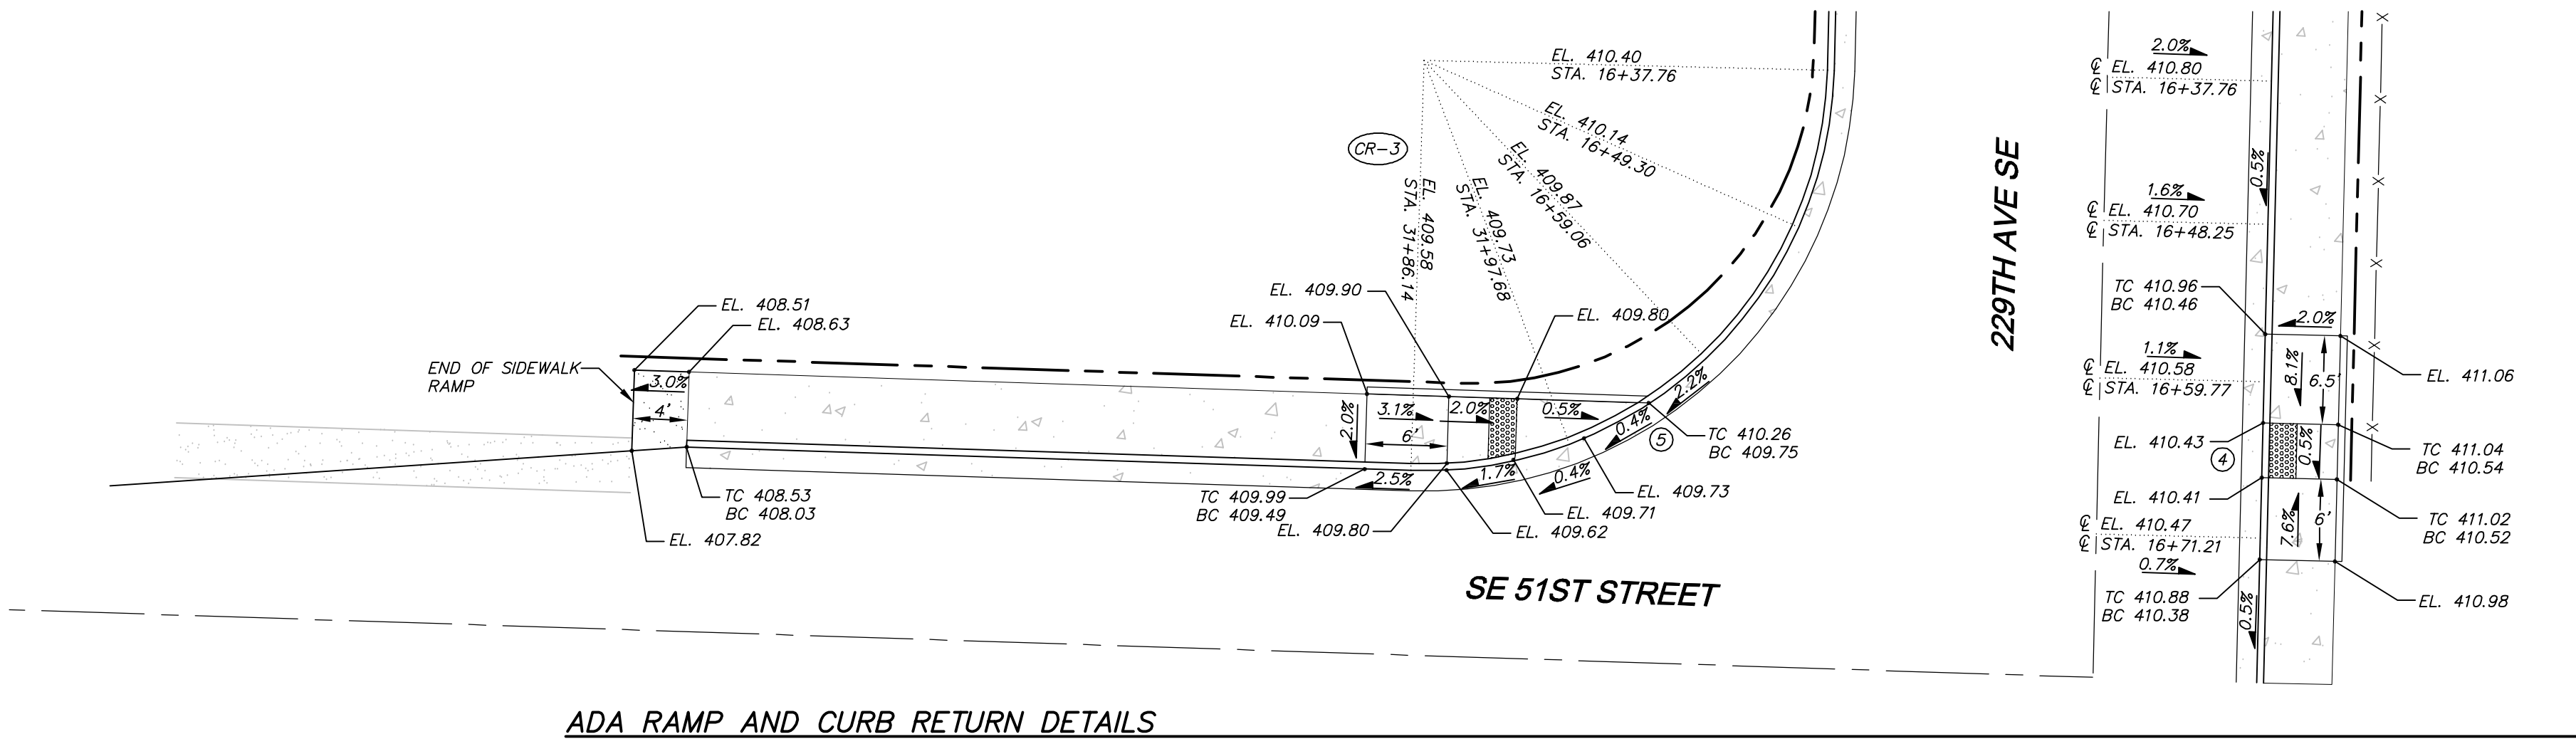 EL. 410.40
STA. 16+37.76
EL. 410.14
STA. 16+49.30
EL. 409.87
STA. 16+59.06
EL. 409.73
STA. 31+97.68
EL. 409.58
STA. 31+86.14
CR-3
EL. 408.51
EL. 408.63
END OF SIDEWALK
RAMP
3.0%
4'
TC 408.53
BC 408.03
EL. 407.82
EL. 409.90
EL. 410.09
EL. 409.80
2.0%
3.1%
6'
2.0%
0.5%
2.2%
0.4%
5
TC 410.26
BC 409.75
2.5%
1.7%
0.4%
TC 409.99
BC 409.49
EL. 409.80
EL. 409.73
EL. 409.71
EL. 409.62
SE 51ST STREET
229TH AVE SE
2.0%
℄ EL. 410.80
℄ STA. 16+37.76
0.5%
1.6%
℄ EL. 410.70
℄ STA. 16+48.25
TC 410.96
BC 410.46
2.0%
1.1%
℄ EL. 410.58
℄ STA. 16+59.77
8.1%
6.5'
EL. 411.06
EL. 410.43
4
0.5%
TC 411.04
BC 410.54
EL. 410.41
℄ EL. 410.47
℄ STA. 16+71.21
0.7%
7.6%
6'
TC 411.02
BC 410.52
TC 410.88
BC 410.38
0.5%
EL. 410.98
X
X
X
X
X
X
ADA RAMP AND CURB RETURN DETAILS